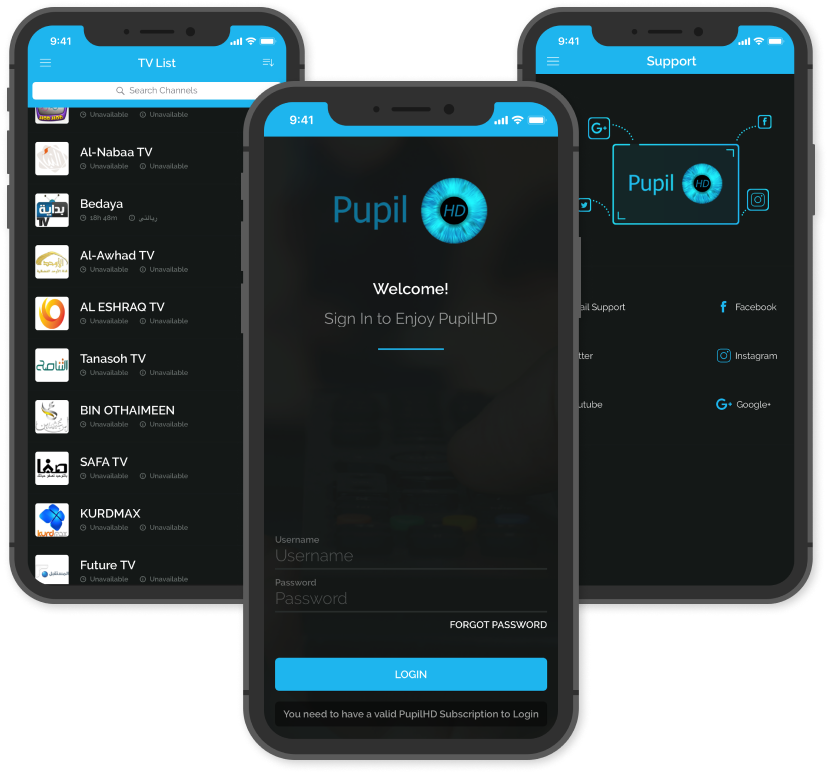 9:41
TV List
Search Channels
Unavailable Unavailable
Al-Nabaa TV
Unavailable Unavailable
بداية
TV
Bedaya
18h 48m ريالتي
Al-Awhad TV
Unavailable Unavailable
AL ESHRAQ TV
Unavailable Unavailable
Tanasoh TV
Unavailable Unavailable
BIN OTHAIMEEN
Unavailable Unavailable
صفا
SAFA TV
Unavailable Unavailable
KURDMAX
Unavailable Unavailable
Future TV
Unavailable Unavailable
9:41
Pupil HD
Welcome!
Sign In to Enjoy PupilHD
Username
Username
Password
Password
FORGOT PASSWORD
LOGIN
You need to have a valid PupilHD Subscription to Login
9:41
Support
G+
Pupil HD
ail Support Facebook
tter Instagram
utube G+ Google+